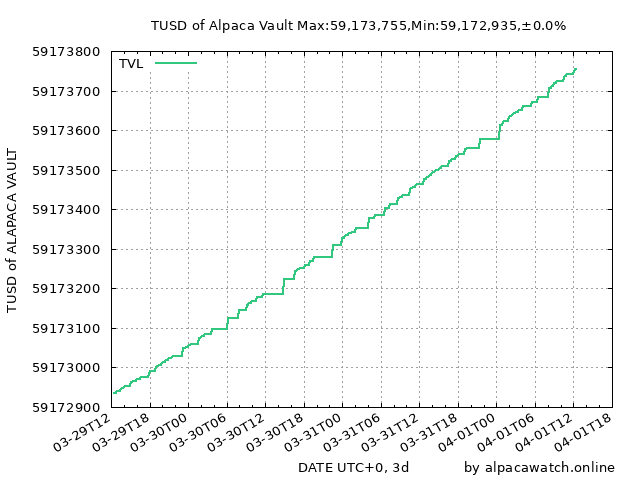 TUSD of Alpaca Vault Max:59,173,755,Min:59,172,935,±0.0%
TVL
59173800
59173700
59173600
59173500
59173400
59173300
59173200
59173100
59173000
59172900
TUSD of ALAPACA VAULT
03-29T12
03-29T18
03-30T00
03-30T06
03-30T12
03-30T18
03-31T00
03-31T06
03-31T12
03-31T18
04-01T00
04-01T06
04-01T12
04-01T18
DATE UTC+0, 3d
by alpacawatch.online